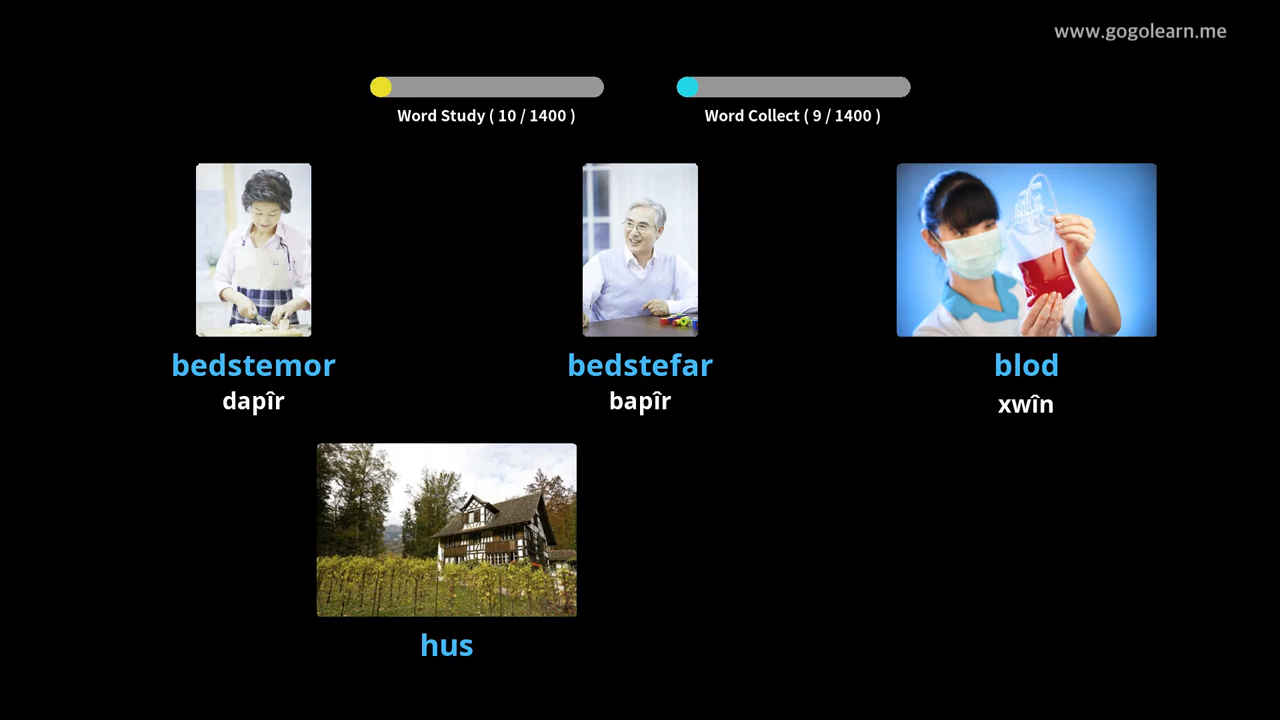 www.gogolearn.me
Word Study ( 10 / 1400 )
Word Collect ( 9 / 1400 )
bedstemor
dapîr
bedstefar
bapîr
blod
xwîn
hus